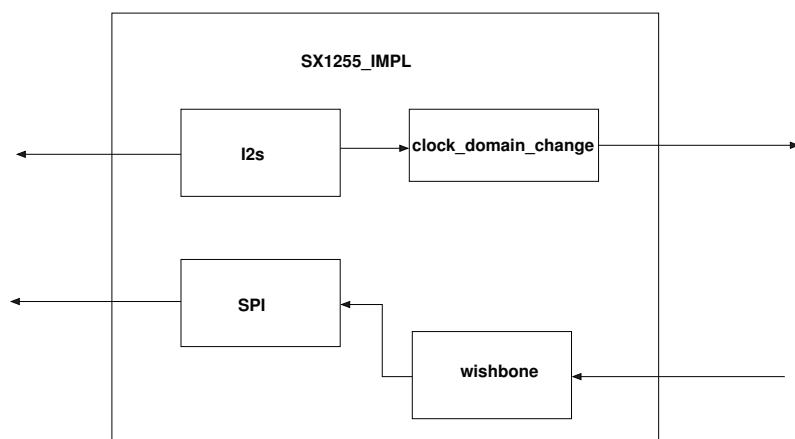 SX1255_IMPL
I2s
clock_domain_change
SPI
wishbone